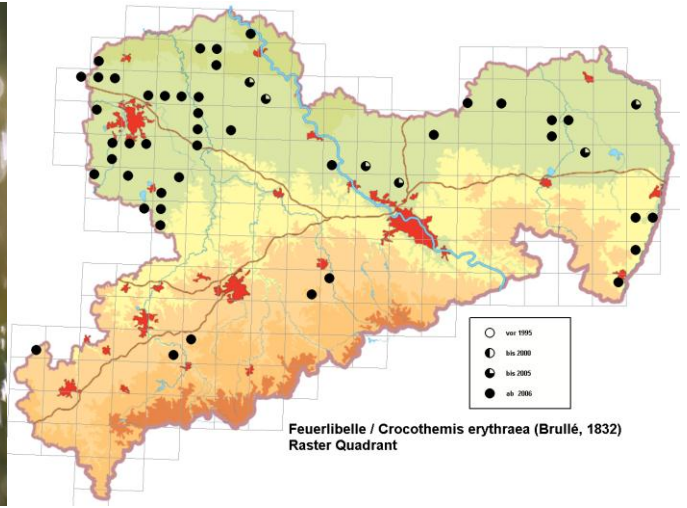 vor 1995
bis 2000
bis 2005
ab 2006
Feuerlibelle / Crocothemis erythraea (Brullé, 1832)
Raster Quadrant